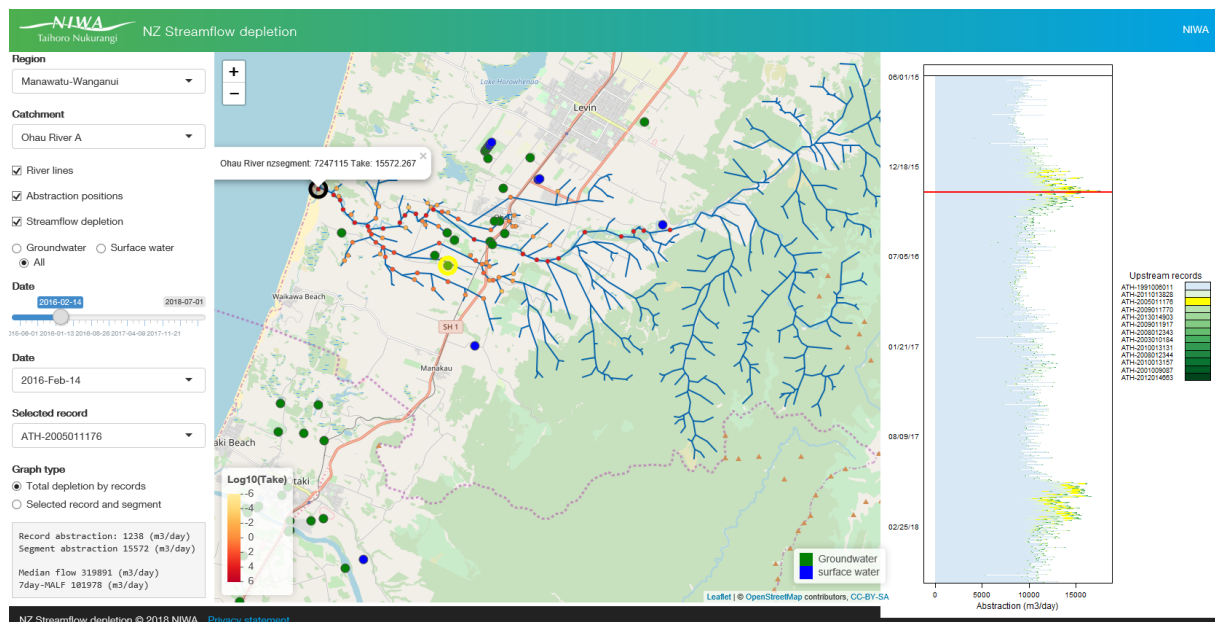 NIWA
Taihoro Nukurangi
NZ Streamflow depletion
NIWA
Region
Manawatu-Wanganui
Catchment
Ohau River A
River lines
Abstraction positions
Streamflow depletion
Groundwater Surface water
All
Date
2016-02-14 2018-07-01
Date
2016-Feb-14
Selected record
ATH-2005011176
Graph type
Total depletion by records
Selected record and segment
Record abstraction: 1238 (m3/day)
Segment abstraction 15572 (m3/day)
Median flow 319891 (m3/day)
7day-MALF 101978 (m3/day)
+
−
Lake Horowhenua
Levin
Ohau River nzsegment: 7247115 Take: 15572.267
×
Waikawa Beach
SH 1
Manakau
aki Beach
taki
Log10(Take)
-6
-4
-2
0
2
4
6
Groundwater
surface water
Leaflet | © OpenStreetMap contributors, CC-BY-SA
06/01/15
12/18/15
07/05/16
01/21/17
08/09/17
02/25/18
0 5000 10000 15000
Abstraction (m3/day)
Upstream records
ATH-1991006011
ATH-2011013828
ATH-2005011176
ATH-2009011770
ATH-2013014903
ATH-2009011917
ATH-2008012343
ATH-2003010184
ATH-2010013131
ATH-2008012344
ATH-2010013157
ATH-2001009087
ATH-2012014663
NZ Streamflow depletion © 2018 NIWA Privacy statement